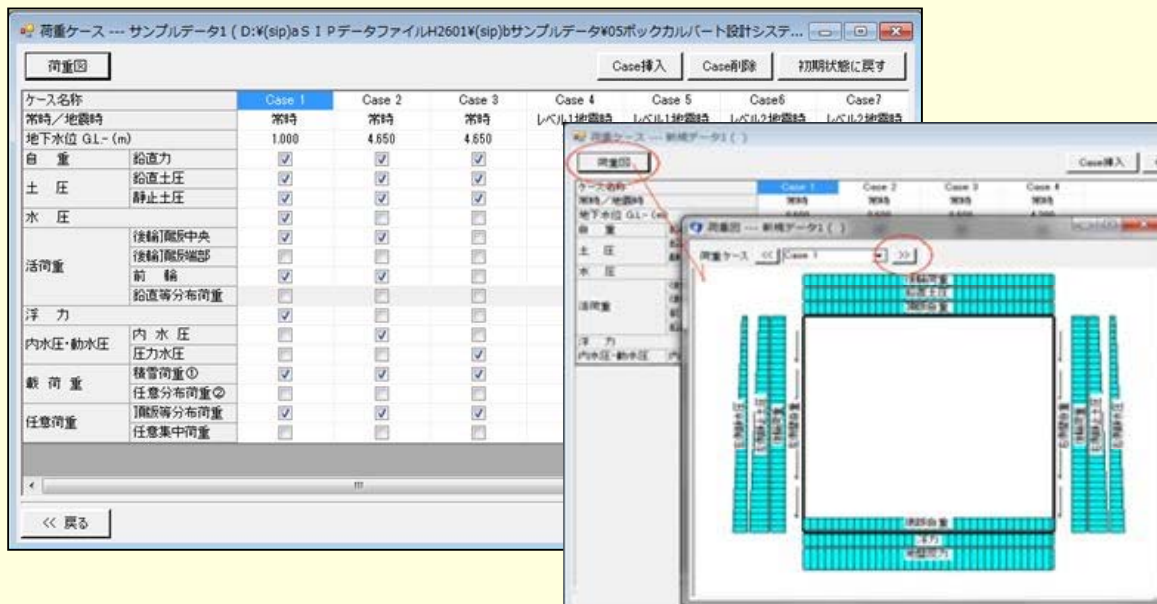 荷重ケース --- サンプルデータ1 ( D:¥(sip)aＳＩＰデータファイルH2601¥(sip)bサンプルデータ¥05ボックカルバート設計システ...
荷重図 Case挿入 Case削除 初期状態に戻す
ケース名称 Case 1 Case 2 Case 3 Case 4 Case 5 Case6 Case7
常時／地震時 常時 常時 常時 レベル1地震時 レベル1地震時 レベル2地震時 レベル2地震時
地下水位 G.L- (m) 1.000 4.650 4.650
自 重 鉛直力
土 圧 鉛直土圧
静止土圧
水 圧
活荷重 後輪頂版中央
後輪頂版端部
前 輪
鉛直等分布荷重
浮 力
内水圧・動水圧 内 水 圧
圧力水圧
載 荷 重 積雪荷重①
任意分布荷重②
任意荷重 頂版等分布荷重
任意集中荷重
<< 戻る
荷重ケース --- 新規データ1 ( )
荷重図 Case挿入
ケース名称 Case 1 Case 2 Case 3 Case 4
常時／地震時 常時 常時 常時 常時
地下水位 G.L- (m)
自 重
土 圧
水 圧
活荷重
浮 力
内水圧・動水圧
荷重図 --- 新規データ1 ( )
荷重ケース << Case 1 >>
鉛直土圧
頂版自重
底版自重
浮力
地盤反力